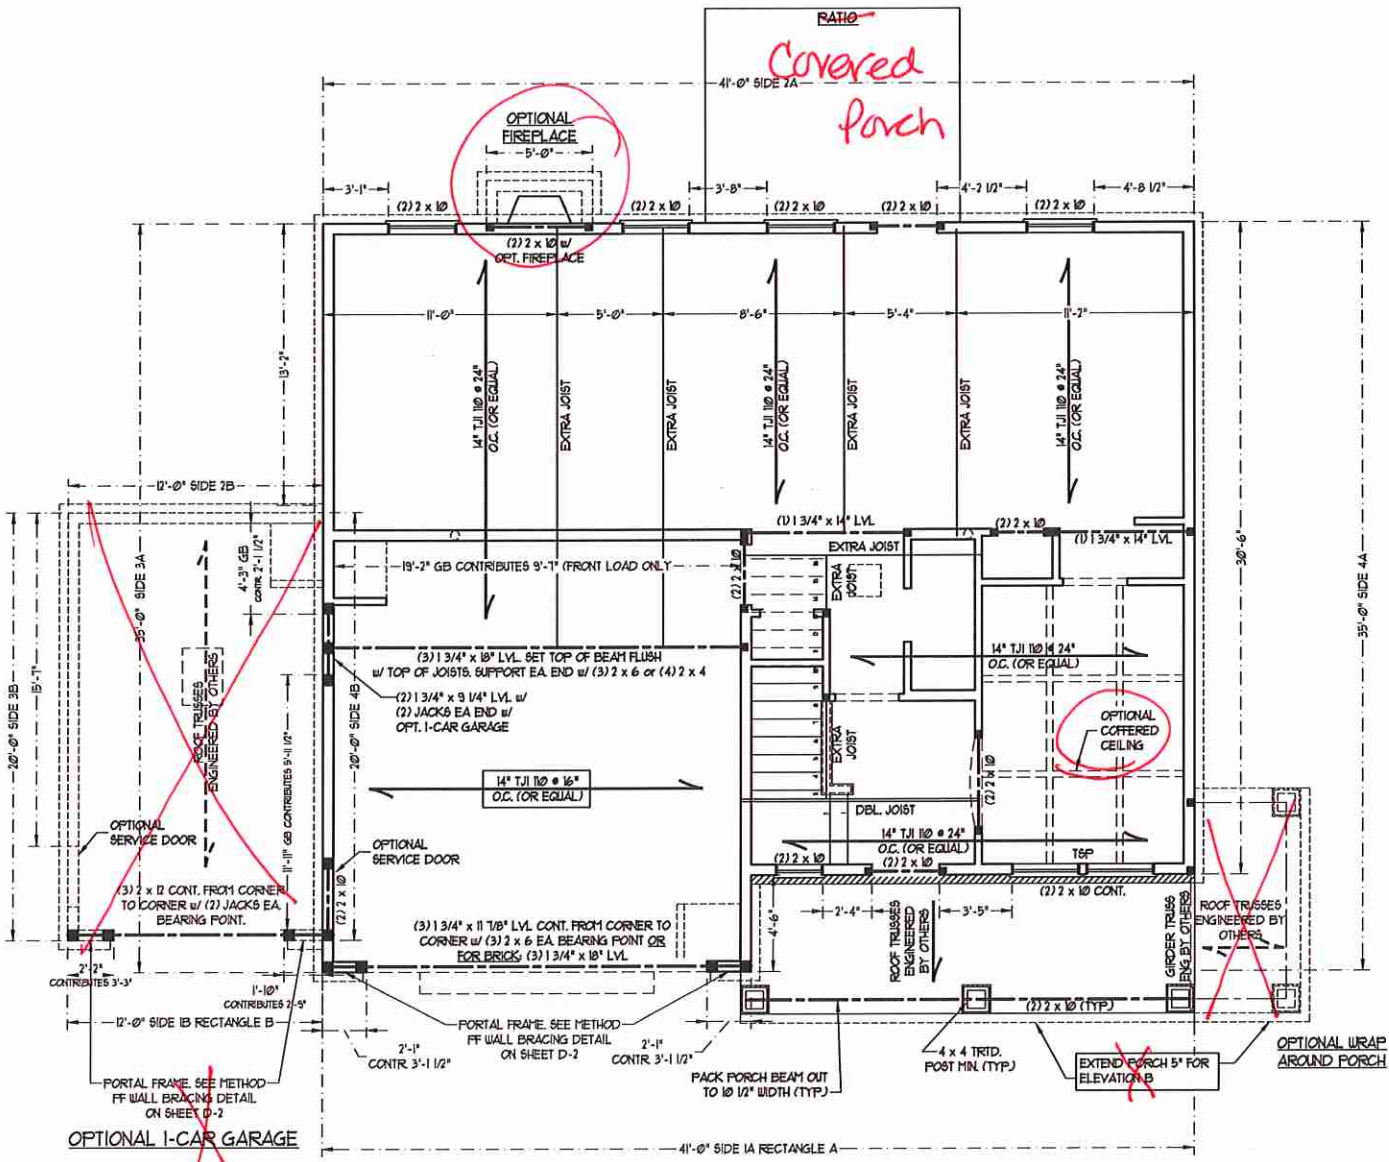 PATIO
Covered
Porch
41'-0" SIDE 2A
OPTIONAL
FIREPLACE
5'-0"
3'-1"
3'-8"
4'-2 1/2"
4'-8 1/2"
(2) 2 x 10
(2) 2 x 10
(2) 2 x 10
(2) 2 x 10
(2) 2 x 10
(2) 2 x 10 w/
OPT. FIREPLACE
11'-0"
5'-0"
8'-6"
5'-4"
11'-2"
13'-2"
14" TJI 110 @ 24"
O.C. (OR EQUAL)
EXTRA JOIST
EXTRA JOIST
14" TJI 110 @ 24"
O.C. (OR EQUAL)
EXTRA JOIST
EXTRA JOIST
14" TJI 110 @ 24"
O.C. (OR EQUAL)
12'-0" SIDE 2B
(1) 1 3/4" x 14" LVL
(2) 2 x 10
(1) 1 3/4" x 14" LVL
EXTRA JOIST
EXTRA
JOIST
(2) 2 x 10
19'-2" GB CONTRIBUTES 9'-7" (FRONT LOAD ONLY
4'-3" GB
CONTR. 2'-1 1/2"
35'-0" SIDE 3A
30'-6"
35'-0" SIDE 4A
20'-0" SIDE 3B
15'-7"
ROOF TRUSSES
ENGINEERED BY OTHERS
20'-0" SIDE 4B
11'-11" GB CONTRIBUTES 5'-11 1/2"
(3) 1 3/4" x 18" LVL. SET TOP OF BEAM FLUSH
w/ TOP OF JOISTS. SUPPORT EA. END w/ (3) 2 x 6 or (4) 2 x 4
(2) 1 3/4" x 9 1/4" LVL w/
(2) JACKS EA END w/
OPT. 1-CAR GARAGE
14" TJI 110 @ 24"
O.C. (OR EQUAL)
OPTIONAL
COFFERED
CEILING
EXTRA
JOIST
(2) 2 x 10
14" TJI 110 @ 16"
O.C. (OR EQUAL)
DBL. JOIST
14" TJI 110 @ 24"
O.C. (OR EQUAL)
OPTIONAL
SERVICE DOOR
OPTIONAL
SERVICE DOOR
(2) 2 x 10
(2) 2 x 10
(2) 2 x 10
TSP
(2) 2 x 10 CONT.
(3) 2 x 12 CONT. FROM CORNER
TO CORNER w/ (2) JACKS EA.
BEARING POINT.
(3) 1 3/4" x 11 7/8" LVL CONT. FROM CORNER TO
CORNER w/ (3) 2 x 6 EA. BEARING POINT OR
FOR BRICK: (3) 1 3/4" x 18" LVL
4'-6"
2'-4"
3'-5"
ROOF TRUSSES
ENGINEERED
BY OTHERS
GIRDER TRUSS
ENG. BY OTHERS
ROOF TRUSSES
ENGINEERED BY
OTHERS
2'-2"
CONTRIBUTES 3'-3"
1'-10"
CONTRIBUTES 2'-9"
12'-0" SIDE 1B RECTANGLE B
(2) 2 x 10 (TYP.)
PORTAL FRAME. SEE METHOD
PF WALL BRACING DETAIL
ON SHEET D-2
2'-1"
CONTR. 3'-1 1/2"
2'-1"
CONTR. 3'-1 1/2"
4 x 4 TRTD.
POST MIN. (TYP.)
PACK PORCH BEAM OUT
TO 10 1/2" WIDTH (TYP.)
EXTEND PORCH 5" FOR
ELEVATION B
OPTIONAL WRAP
AROUND PORCH
PORTAL FRAME. SEE METHOD
PF WALL BRACING DETAIL
ON SHEET D-2
OPTIONAL 1-CAR GARAGE
41'-0" SIDE 1A RECTANGLE A